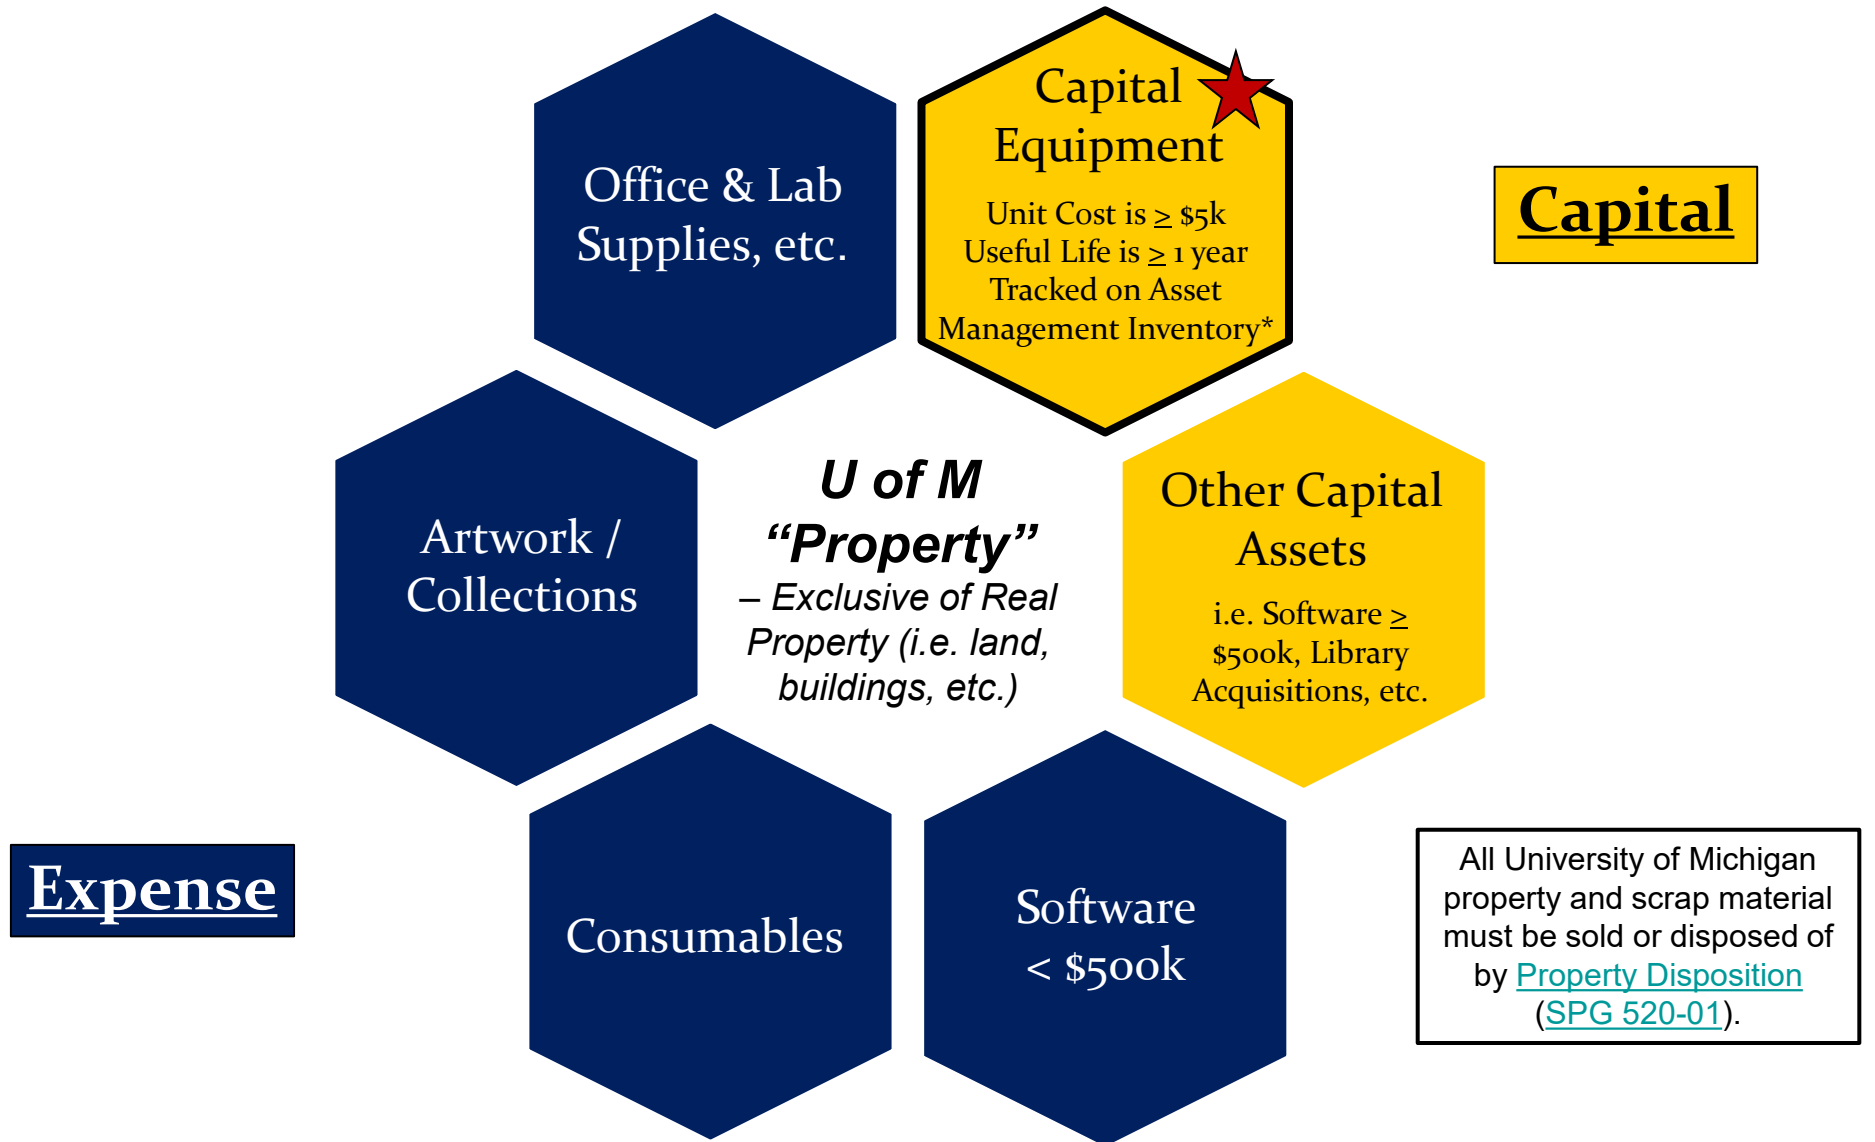 Office & Lab
Supplies, etc.
Capital
Equipment
Unit Cost is ≥ $5k
Useful Life is ≥ 1 year
Tracked on Asset
Management Inventory*
Capital
Artwork /
Collections
U of M
“Property”
– Exclusive of Real
Property (i.e. land,
buildings, etc.)
Other Capital
Assets
i.e. Software ≥
$500k, Library
Acquisitions, etc.
Expense
Consumables
Software
< $500k
All University of Michigan
property and scrap material
must be sold or disposed of
by Property Disposition
(SPG 520-01).